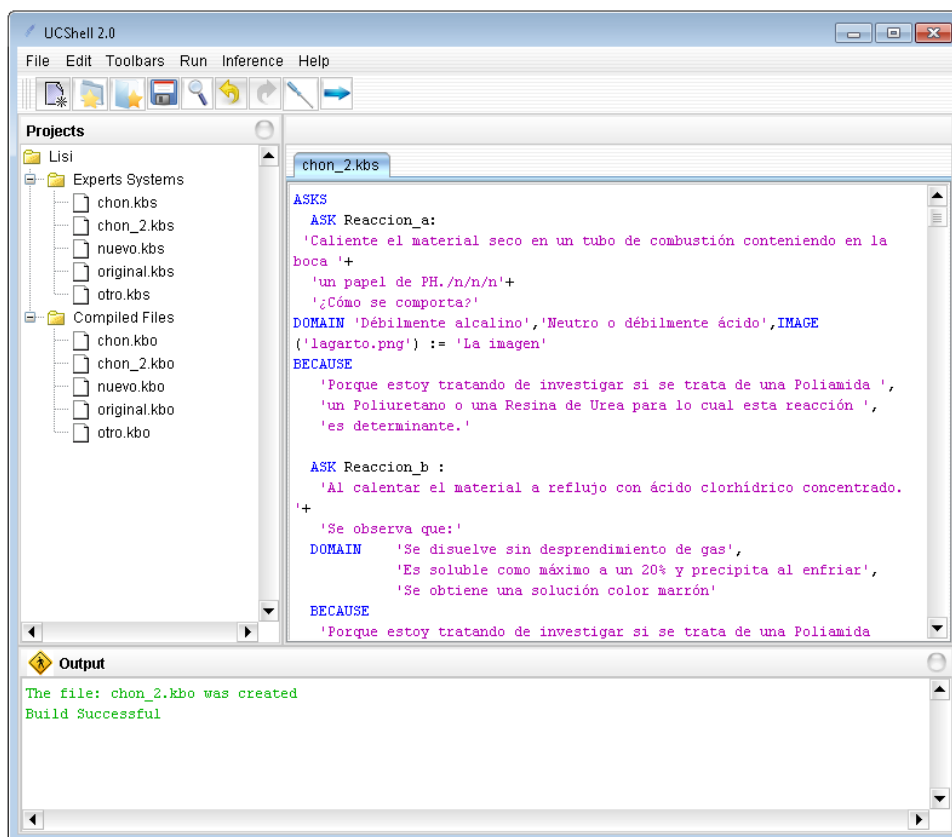 UCShell 2.0
File Edit Toolbars Run Inference Help
Projects
Lisi
Experts Systems
chon.kbs
chon_2.kbs
nuevo.kbs
original.kbs
otro.kbs
Compiled Files
chon.kbo
chon_2.kbo
nuevo.kbo
original.kbo
otro.kbo
chon_2.kbs
ASKS
ASK Reaccion_a:
'Caliente el material seco en un tubo de combustión conteniendo en la
boca '+
'un papel de PH./n/n/n'+
'¿Cómo se comporta?'
DOMAIN 'Débilmente alcalino','Neutro o débilmente ácido',IMAGE
('lagarto.png') := 'La imagen'
BECAUSE
'Porque estoy tratando de investigar si se trata de una Poliamida ',
'un Poliuretano o una Resina de Urea para lo cual esta reacción ',
'es determinante.'
ASK Reaccion_b :
'Al calentar el material a reflujo con ácido clorhídrico concentrado.
'+
'Se observa que:'
DOMAIN 'Se disuelve sin desprendimiento de gas',
'Es soluble como máximo a un 20% y precipita al enfriar',
'Se obtiene una solución color marrón'
BECAUSE
'Porque estoy tratando de investigar si se trata de una Poliamida
Output
The file: chon_2.kbo was created
Build Successful